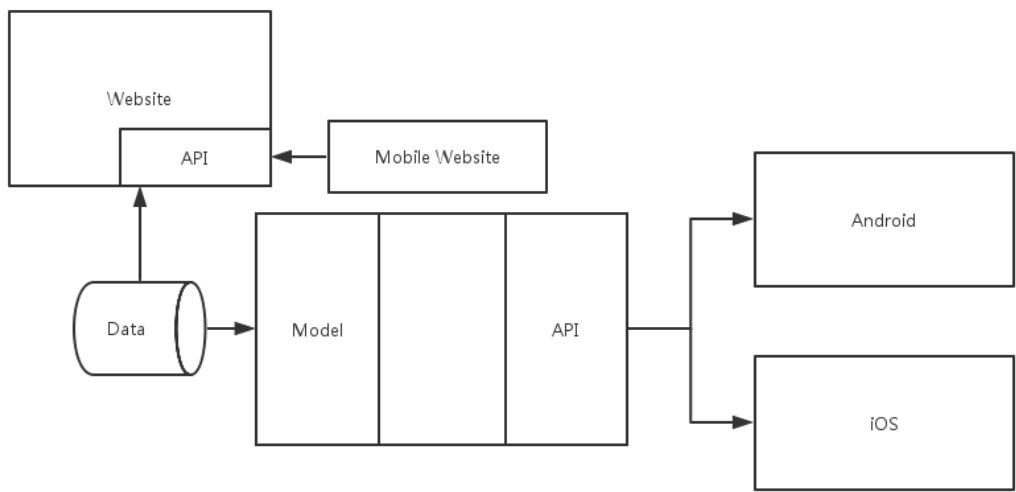 Website
API
Mobile Website
Android
Data
Model
API
iOS